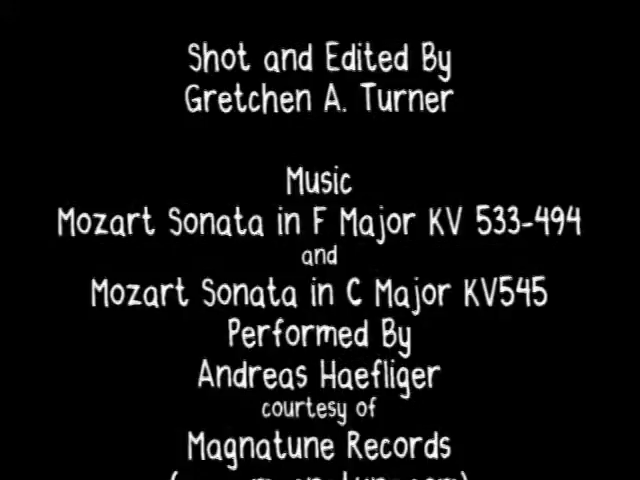 Shot and Edited By
Gretchen A. Turner
Music
Mozart Sonata in F Major KV 533-494
and
Mozart Sonata in C Major KV545
Performed By
Andreas Haefliger
courtesy of
Magnatune Records